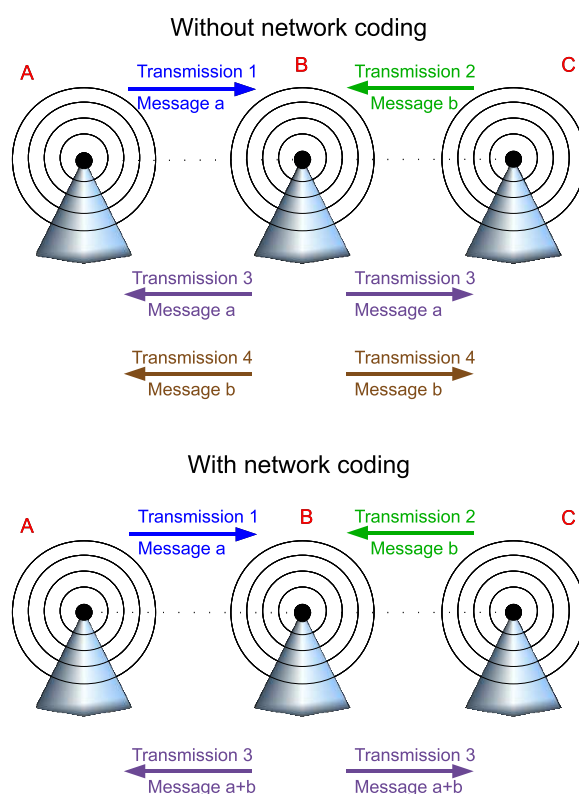 Without network coding
A
B
C
Transmission 1
Message a
Transmission 2
Message b
Transmission 3
Message a
Transmission 3
Message a
Transmission 4
Message b
Transmission 4
Message b
With network coding
A
B
C
Transmission 1
Message a
Transmission 2
Message b
Transmission 3
Message a+b
Transmission 3
Message a+b